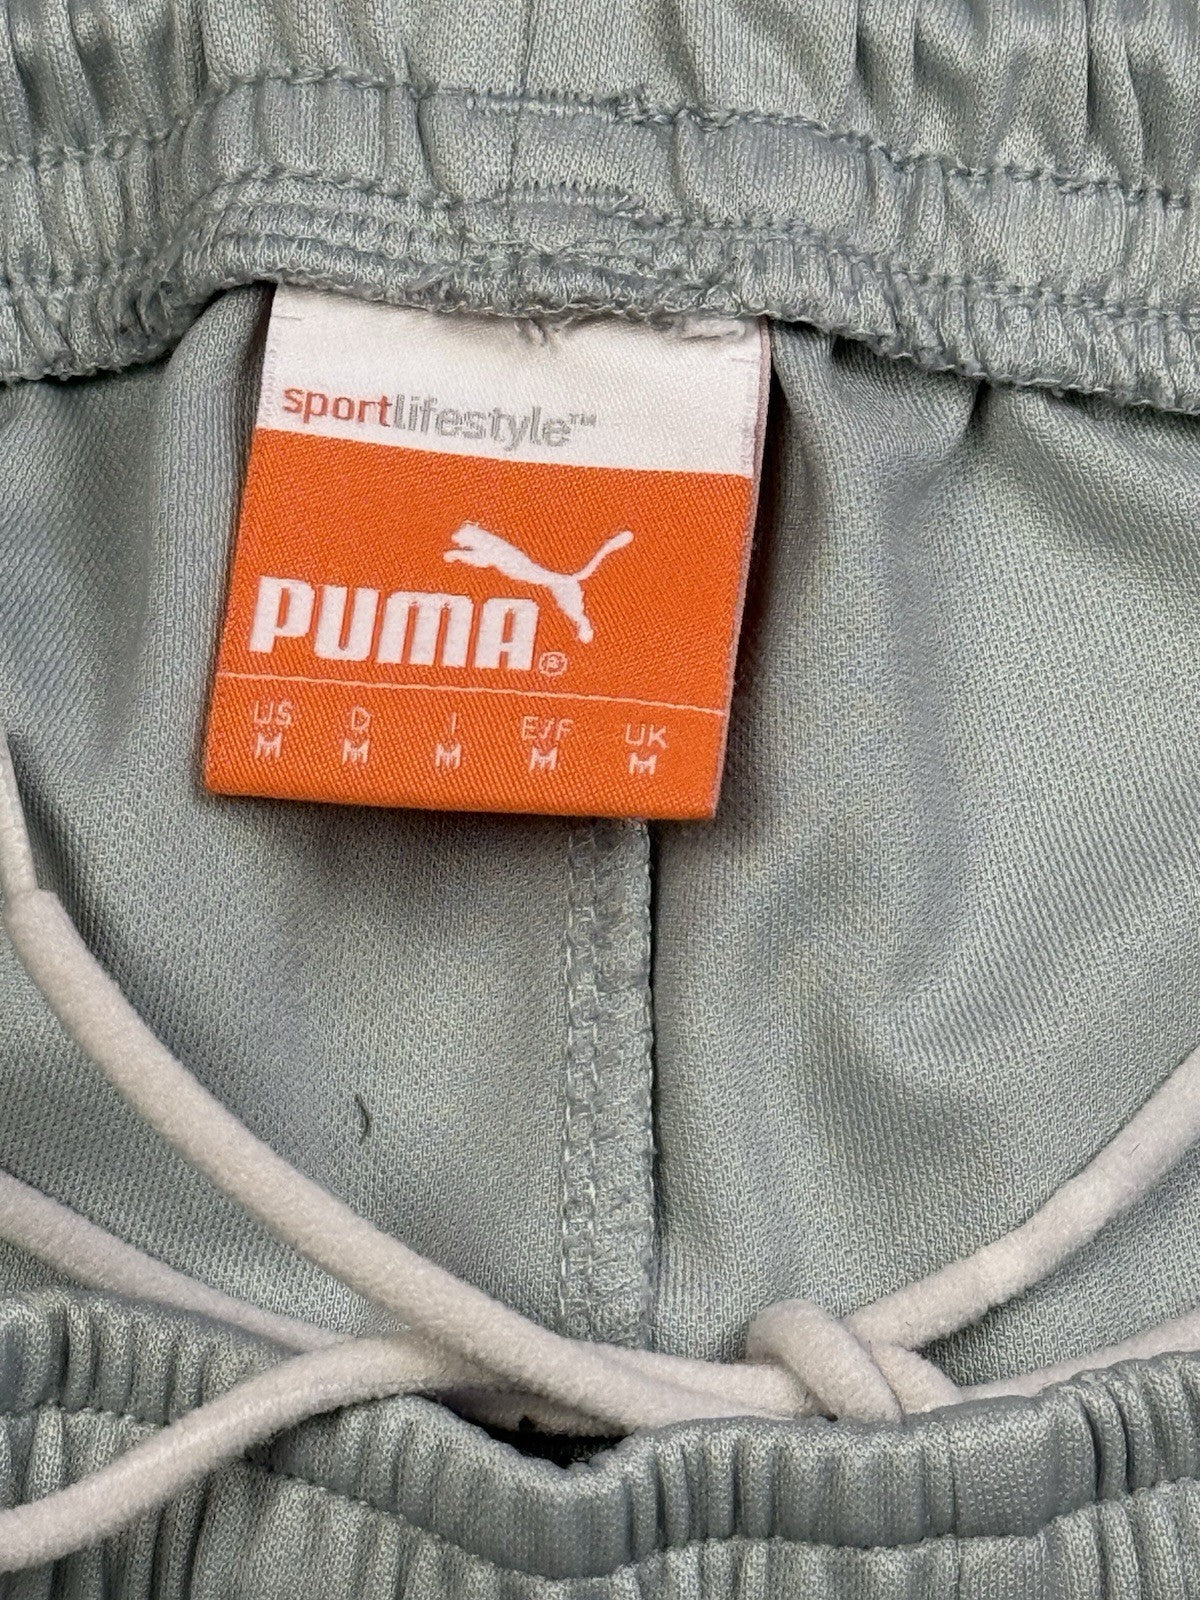 sportlifestyle™
PUMA®
US D I E/F UK
M M M M M